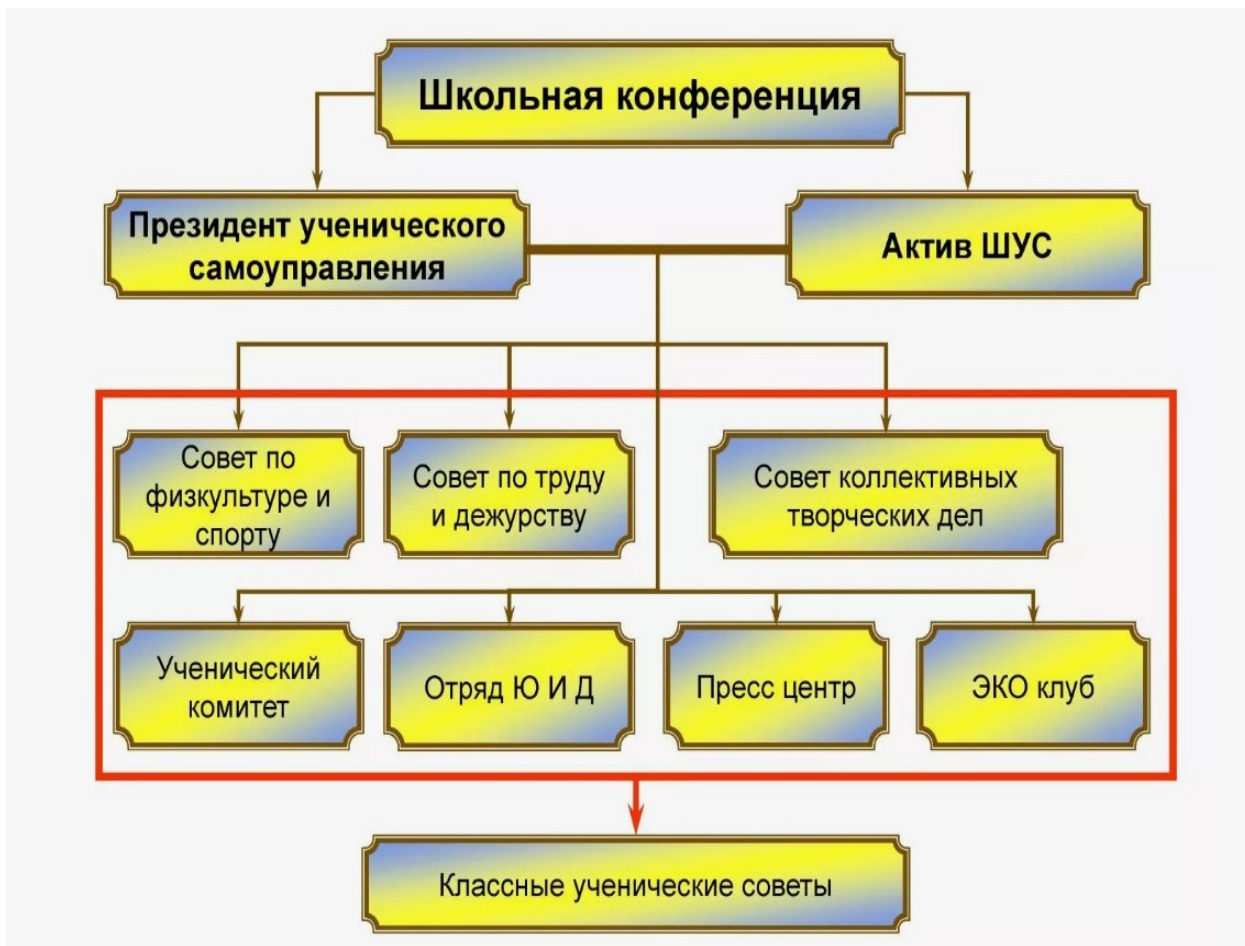 Школьная конференция
Президент ученического
самоуправления
Актив ШУС
Совет по
физкультуре и
спорту
Совет по труду
и дежурству
Совет коллективных
творческих дел
Ученический
комитет
Отряд Ю И Д
Пресс центр
ЭКО клуб
Классные ученические советы